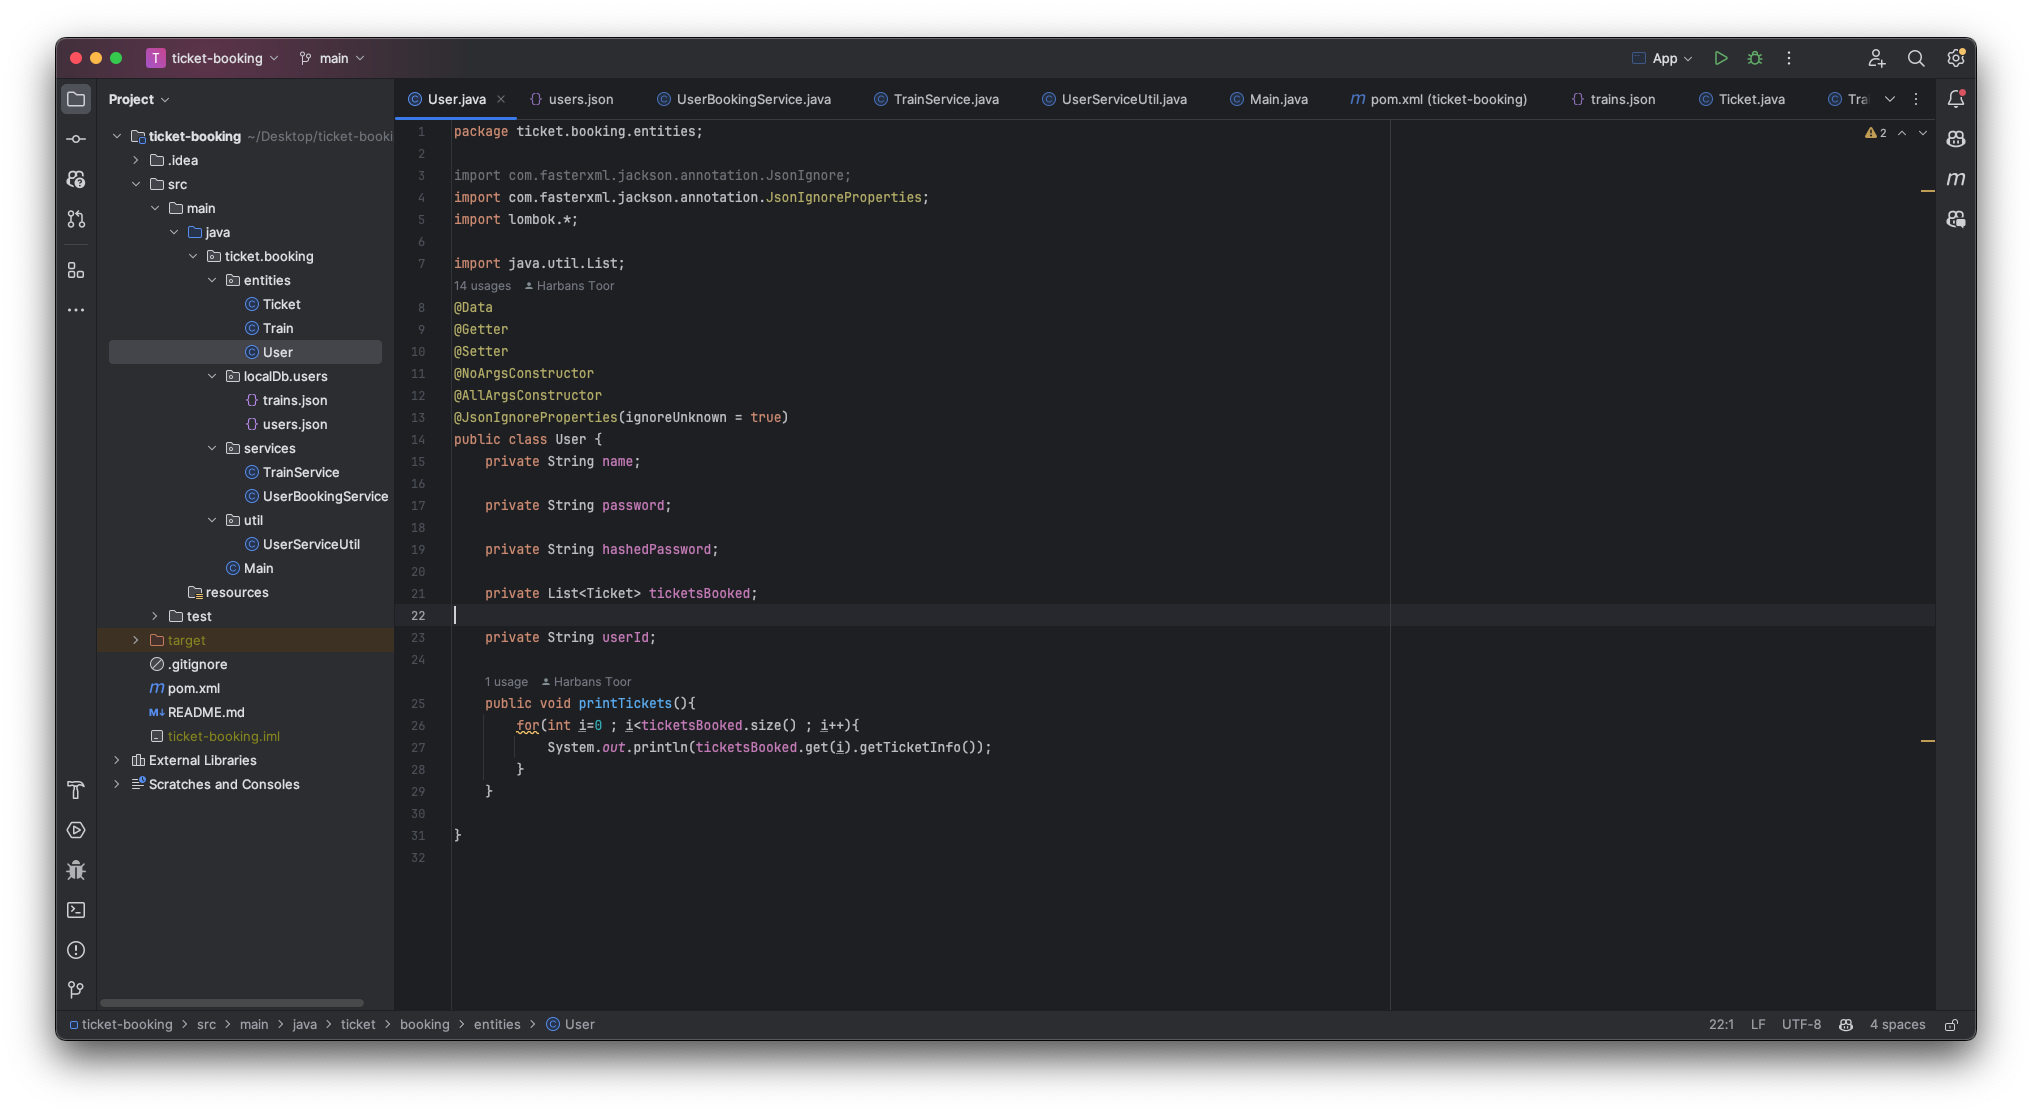 T ticket-booking main App
Project
User.java users.json UserBookingService.java TrainService.java UserServiceUtil.java Main.java pom.xml (ticket-booking) trains.json Ticket.java Tra
ticket-booking ~/Desktop/ticket-booki
.idea
src
main
java
ticket.booking
entities
Ticket
Train
User
localDb.users
trains.json
users.json
services
TrainService
UserBookingService
util
UserServiceUtil
Main
resources
test
target
.gitignore
pom.xml
README.md
ticket-booking.iml
External Libraries
Scratches and Consoles
1 package ticket.booking.entities;
2
3 import com.fasterxml.jackson.annotation.JsonIgnore;
4 import com.fasterxml.jackson.annotation.JsonIgnoreProperties;
5 import lombok.*;
6
7 import java.util.List;
14 usages Harbans Toor
8 @Data
9 @Getter
10 @Setter
11 @NoArgsConstructor
12 @AllArgsConstructor
13 @JsonIgnoreProperties(ignoreUnknown = true)
14 public class User {
15 private String name;
16
17 private String password;
18
19 private String hashedPassword;
20
21 private List<Ticket> ticketsBooked;
22
23 private String userId;
24
1 usage Harbans Toor
25 public void printTickets(){
26 for(int i=0 ; i<ticketsBooked.size() ; i++){
27 System.out.println(ticketsBooked.get(i).getTicketInfo());
28 }
29 }
30
31 }
32
2
ticket-booking > src > main > java > ticket > booking > entities > User
22:1 LF UTF-8 4 spaces